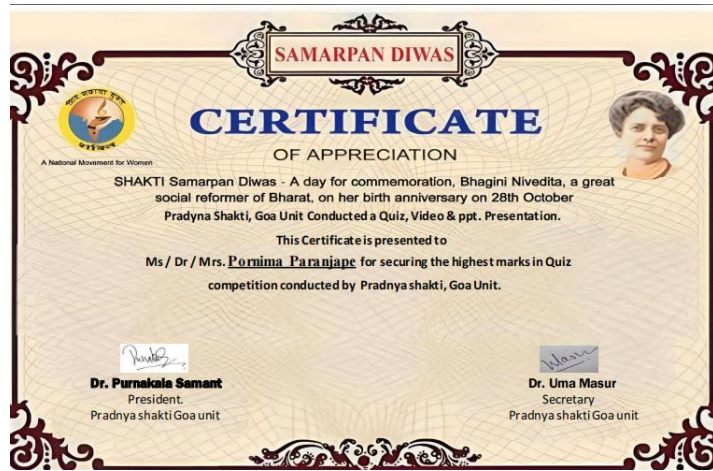 SAMARPAN DIWAS
शक्ति
A National Movement for Women
CERTIFICATE
OF APPRECIATION
SHAKTI Samarpan Diwas - A day for commemoration, Bhagini Nivedita, a great
social reformer of Bharat, on her birth anniversary on 28th October
Pradyna Shakti, Goa Unit Conducted a Quiz, Video & ppt. Presentation.
This Certificate is presented to
Ms / Dr / Mrs. Pornima Paranjape for securing the highest marks in Quiz
competition conducted by Pradnya shakti, Goa Unit.
Dr. Purnakala Samant
President.
Pradnya shakti Goa unit
Dr. Uma Masur
Secretary
Pradnya shakti Goa unit